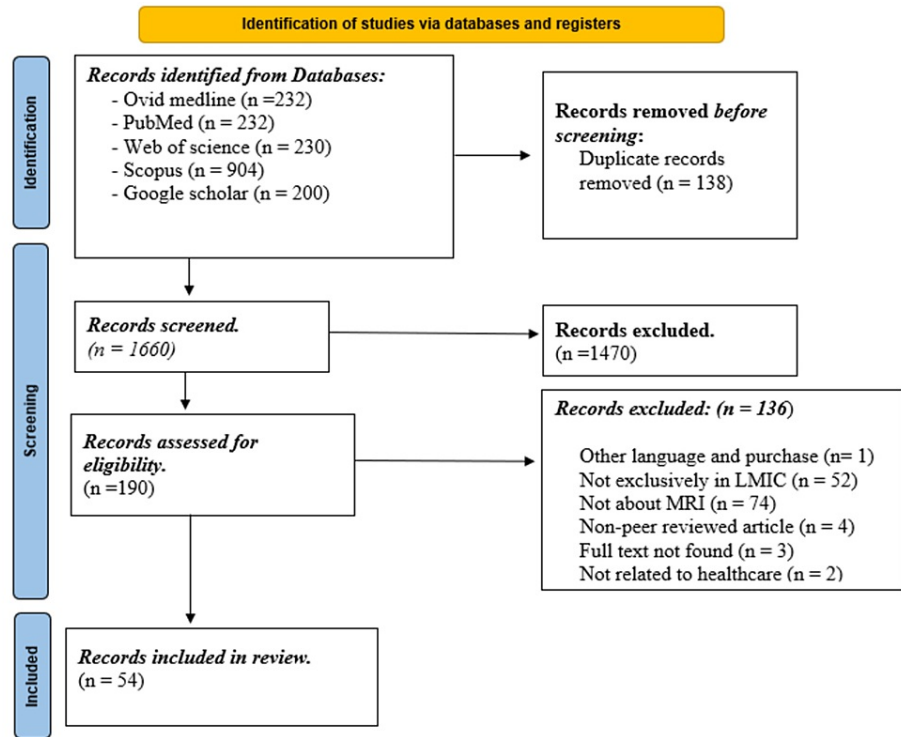 Identification of studies via databases and registers
Identification
Records identified from Databases:
- Ovid medline (n =232)
- PubMed (n = 232)
- Web of science (n = 230)
- Scopus (n = 904)
- Google scholar (n = 200)
Records removed before
screening:
Duplicate records
removed (n = 138)
Screening
Records screened.
(n = 1660)
Records excluded.
(n =1470)
Records assessed for
eligibility.
(n =190)
Records excluded: (n = 136)
Other language and purchase (n= 1)
Not exclusively in LMIC (n = 52)
Not about MRI (n = 74)
Non-peer reviewed article (n = 4)
Full text not found (n = 3)
Not related to healthcare (n = 2)
Included
Records included in review.
(n = 54)